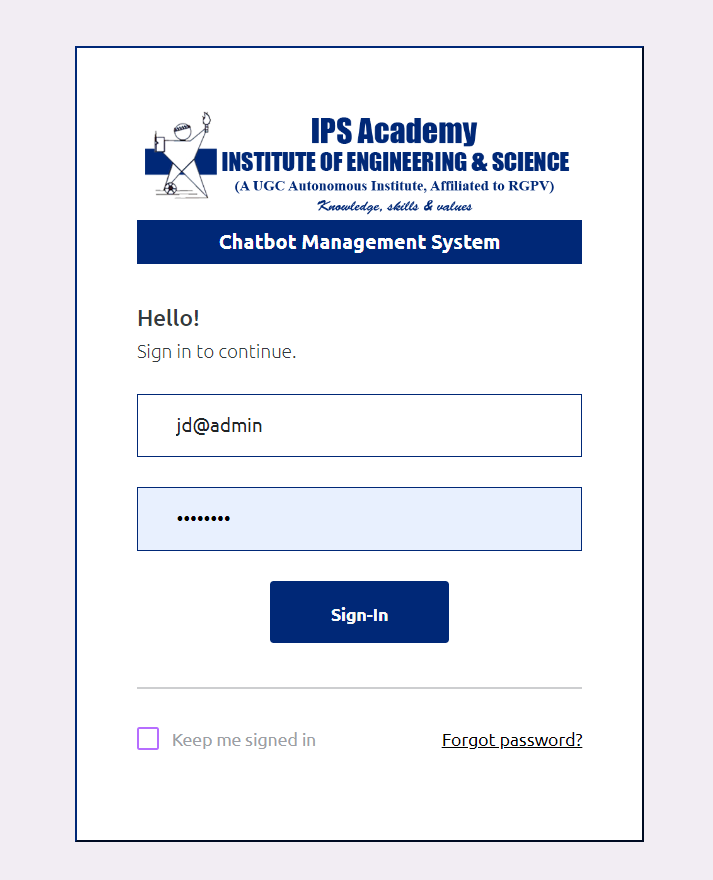 IPS Academy
INSTITUTE OF ENGINEERING & SCIENCE
(A UGC Autonomous Institute, Affiliated to RGPV)
Knowledge, skills & values
Chatbot Management System
Hello!
Sign in to continue.
jd@admin
••••••••
Sign-In
Keep me signed in
Forgot password?